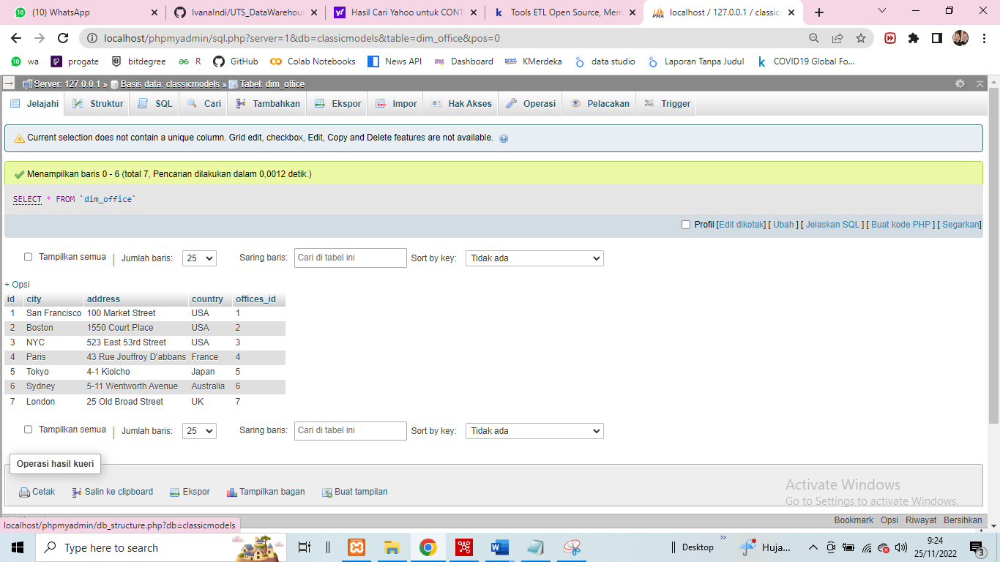 (10) WhatsApp
IvanaIndi/UTS_DataWarehous
Hasil Cari Yahoo untuk CONT
Tools ETL Open Source, Mem
localhost / 127.0.0.1 / classic
localhost/phpmyadmin/sql.php?server=1&db=classicmodels&table=dim_office&pos=0
wa progate bitdegree R GitHub Colab Notebooks News API Dashboard KMerdeka data studio Laporan Tanpa Judul COVID19 Global Fo...
Server: 127.0.0.1 » Basis data: classicmodels » Tabel: dim_office
Jelajahi Struktur SQL Cari Tambahkan Ekspor Impor Hak Akses Operasi Pelacakan Trigger
Current selection does not contain a unique column. Grid edit, checkbox, Edit, Copy and Delete features are not available.
Menampilkan baris 0 - 6 (total 7, Pencarian dilakukan dalam 0,0012 detik.)
SELECT * FROM `dim_office`
Profil [Edit dikotak] [ Ubah ] [ Jelaskan SQL ] [ Buat kode PHP ] [ Segarkan]
Tampilkan semua | Jumlah baris: 25 Saring baris: Cari di tabel ini Sort by key: Tidak ada
+ Opsi
id city address country offices_id
1 San Francisco 100 Market Street USA 1
2 Boston 1550 Court Place USA 2
3 NYC 523 East 53rd Street USA 3
4 Paris 43 Rue Jouffroy D'abbans France 4
5 Tokyo 4-1 Kioicho Japan 5
6 Sydney 5-11 Wentworth Avenue Australia 6
7 London 25 Old Broad Street UK 7
Tampilkan semua | Jumlah baris: 25 Saring baris: Cari di tabel ini Sort by key: Tidak ada
Operasi hasil kueri
Cetak Salin ke clipboard Ekspor Tampilkan bagan Buat tampilan
Activate Windows
Go to Settings to activate Windows.
Bookmark Opsi Riwayat Bersihkan
localhost/phpmyadmin/db_structure.php?db=classicmodels
Type here to search
Desktop
Huja...
9:24
25/11/2022
3